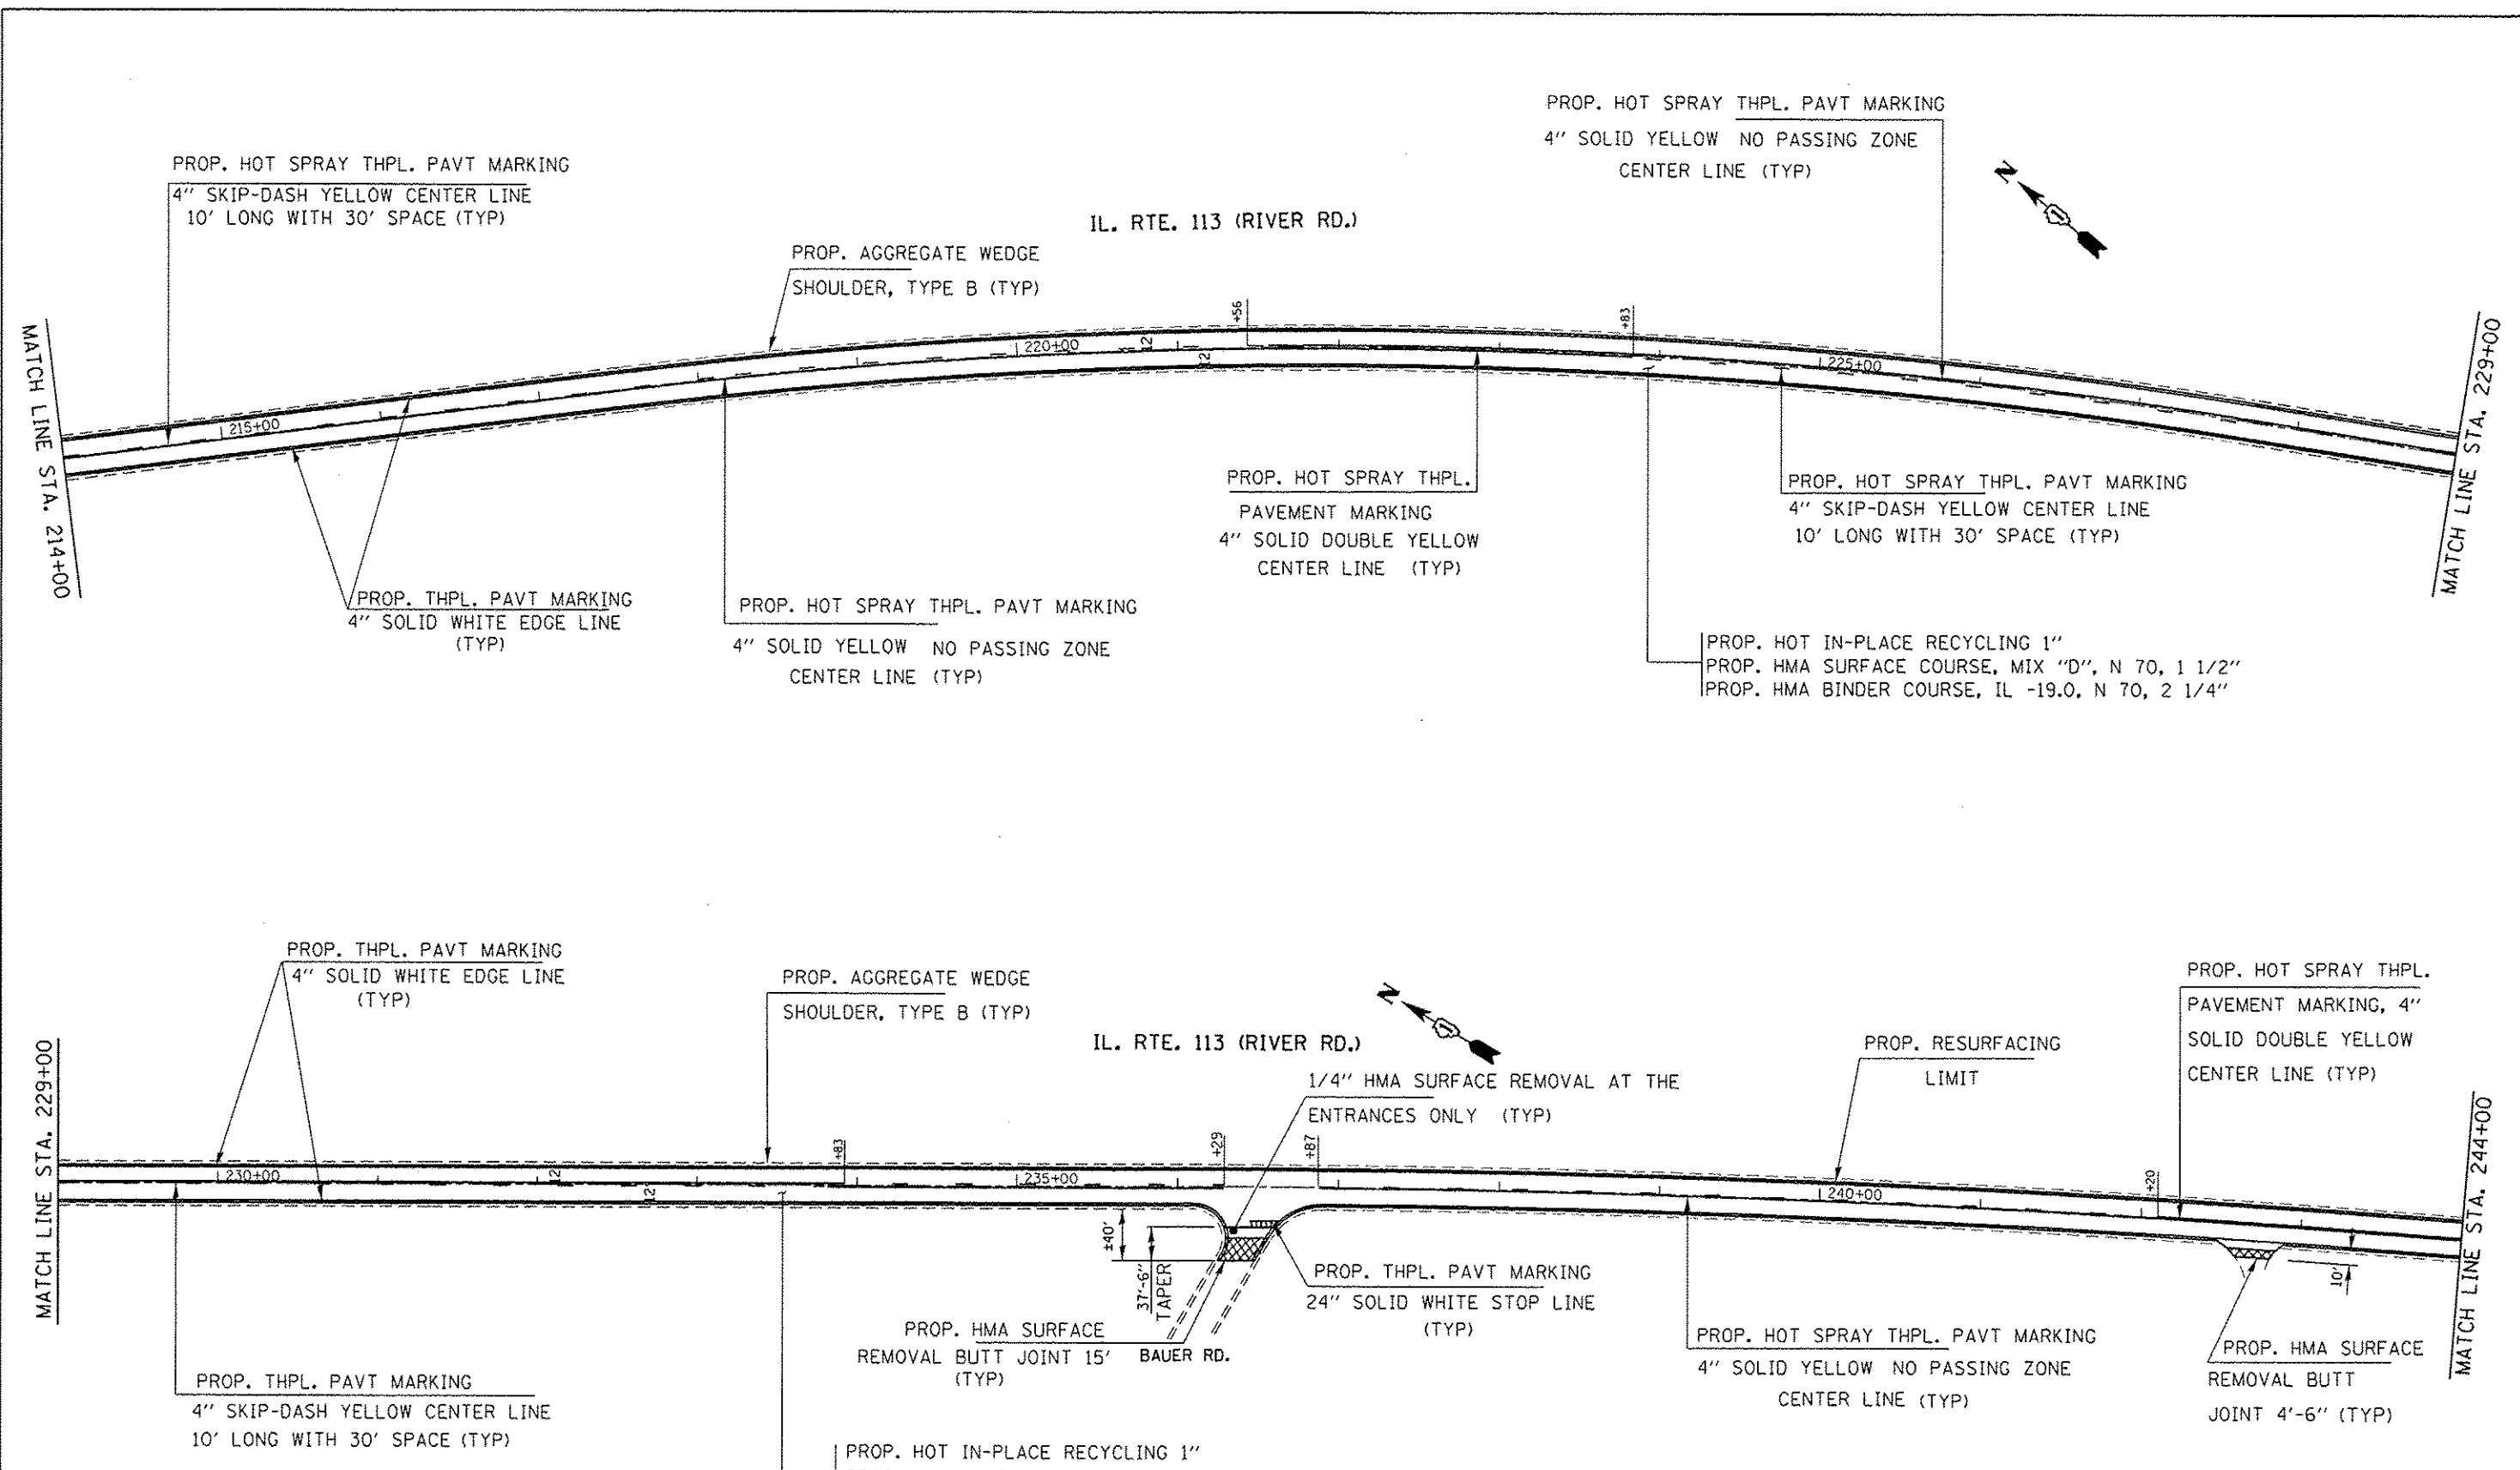 PROP. HOT SPRAY THPL. PAVT MARKING
4" SOLID YELLOW NO PASSING ZONE
CENTER LINE (TYP)
PROP. HOT SPRAY THPL. PAVT MARKING
4" SKIP-DASH YELLOW CENTER LINE
10' LONG WITH 30' SPACE (TYP)
N
IL. RTE. 113 (RIVER RD.)
PROP. AGGREGATE WEDGE
SHOULDER, TYPE B (TYP)
MATCH LINE STA. 214+00
215+00
220+00
12'
12'
+56
+83
225+00
MATCH LINE STA. 229+00
PROP. HOT SPRAY THPL.
PAVEMENT MARKING
4" SOLID DOUBLE YELLOW
CENTER LINE (TYP)
PROP. HOT SPRAY THPL. PAVT MARKING
4" SKIP-DASH YELLOW CENTER LINE
10' LONG WITH 30' SPACE (TYP)
PROP. THPL. PAVT MARKING
4" SOLID WHITE EDGE LINE
(TYP)
PROP. HOT SPRAY THPL. PAVT MARKING
4" SOLID YELLOW NO PASSING ZONE
CENTER LINE (TYP)
PROP. HOT IN-PLACE RECYCLING 1"
PROP. HMA SURFACE COURSE, MIX "D", N 70, 1 1/2"
PROP. HMA BINDER COURSE, IL -19.0, N 70, 2 1/4"
PROP. THPL. PAVT MARKING
4" SOLID WHITE EDGE LINE
(TYP)
PROP. AGGREGATE WEDGE
SHOULDER, TYPE B (TYP)
N
IL. RTE. 113 (RIVER RD.)
1/4" HMA SURFACE REMOVAL AT THE
ENTRANCES ONLY (TYP)
PROP. RESURFACING
LIMIT
PROP. HOT SPRAY THPL.
PAVEMENT MARKING, 4"
SOLID DOUBLE YELLOW
CENTER LINE (TYP)
MATCH LINE STA. 229+00
230+00
12'
12'
+83
235+00
+29
+87
240+00
+20
MATCH LINE STA. 244+00
±40'
37'-6"
TAPER
10'
PROP. THPL. PAVT MARKING
24" SOLID WHITE STOP LINE
(TYP)
PROP. HMA SURFACE
REMOVAL BUTT JOINT 15'
(TYP)
BAUER RD.
PROP. HOT SPRAY THPL. PAVT MARKING
4" SOLID YELLOW NO PASSING ZONE
CENTER LINE (TYP)
PROP. HMA SURFACE
REMOVAL BUTT
JOINT 4'-6" (TYP)
PROP. THPL. PAVT MARKING
4" SKIP-DASH YELLOW CENTER LINE
10' LONG WITH 30' SPACE (TYP)
PROP. HOT IN-PLACE RECYCLING 1"